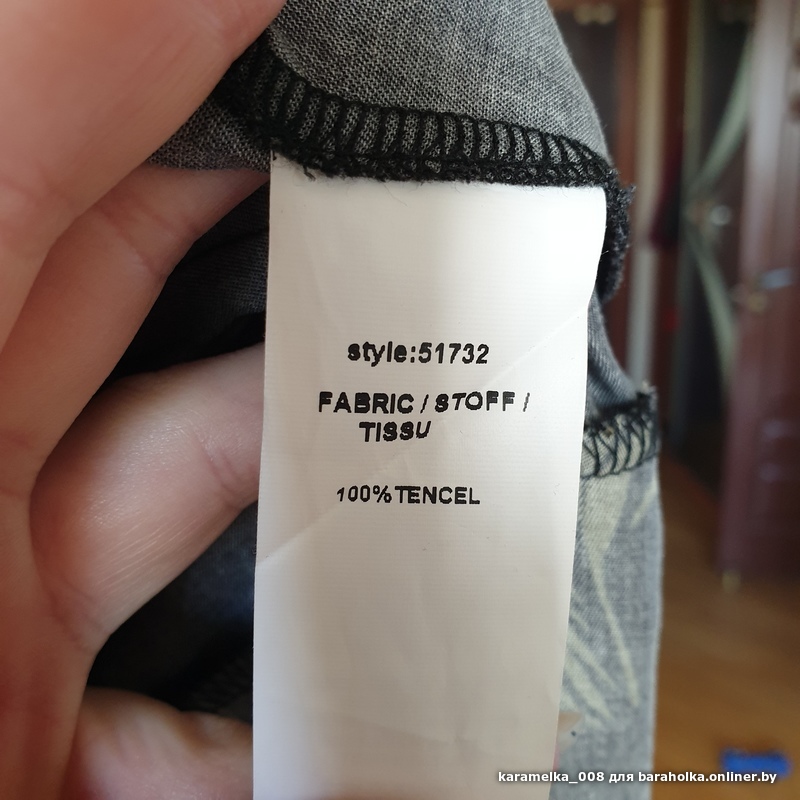 style:51732
FABRIC / STOFF /
TISSU
100% TENCEL
karamelka_008 для baraholka.onliner.by